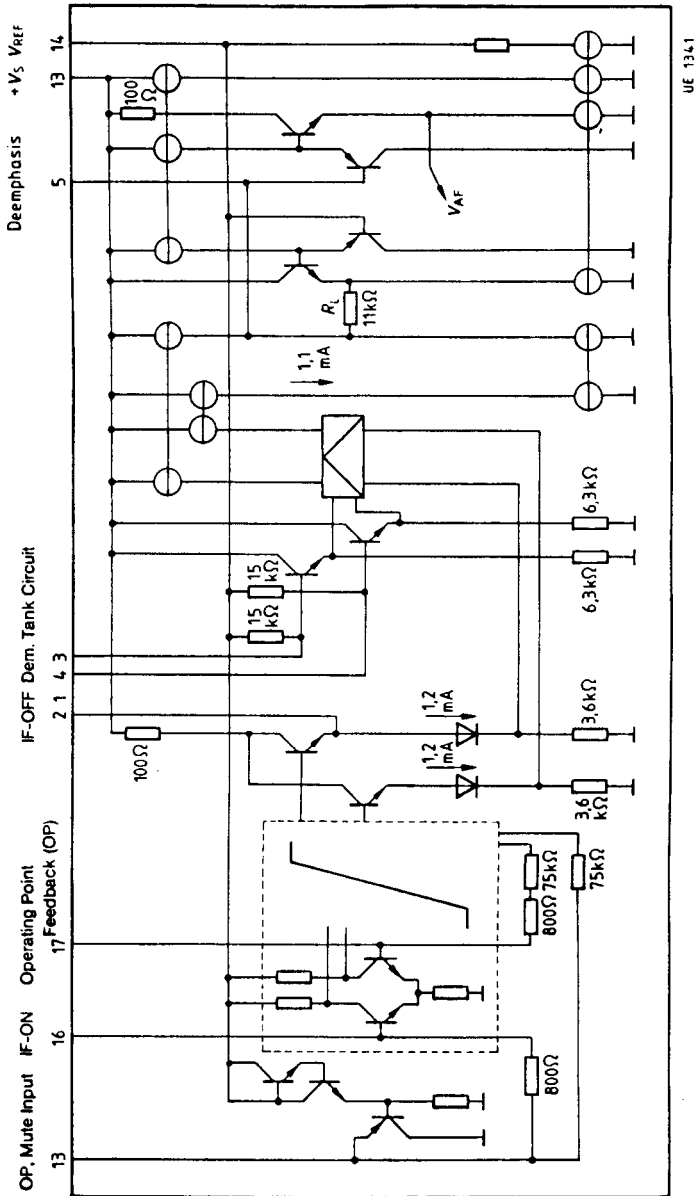 OP, Mute Input IF-ON Operating Point Feedback (OP) IF-OFF Dem. Tank Circuit Deemphasis +VS VREF
13 16 17 2 1 4 3 5 13 14
100Ω
15 kΩ
15 kΩ
100 Ω
1,1 mA
RL
11kΩ
VAF
1,2 mA
1,2 mA
800Ω
800Ω
75kΩ
75kΩ
3,6 kΩ
3,6kΩ
6,3kΩ
6,3kΩ
UE 1341